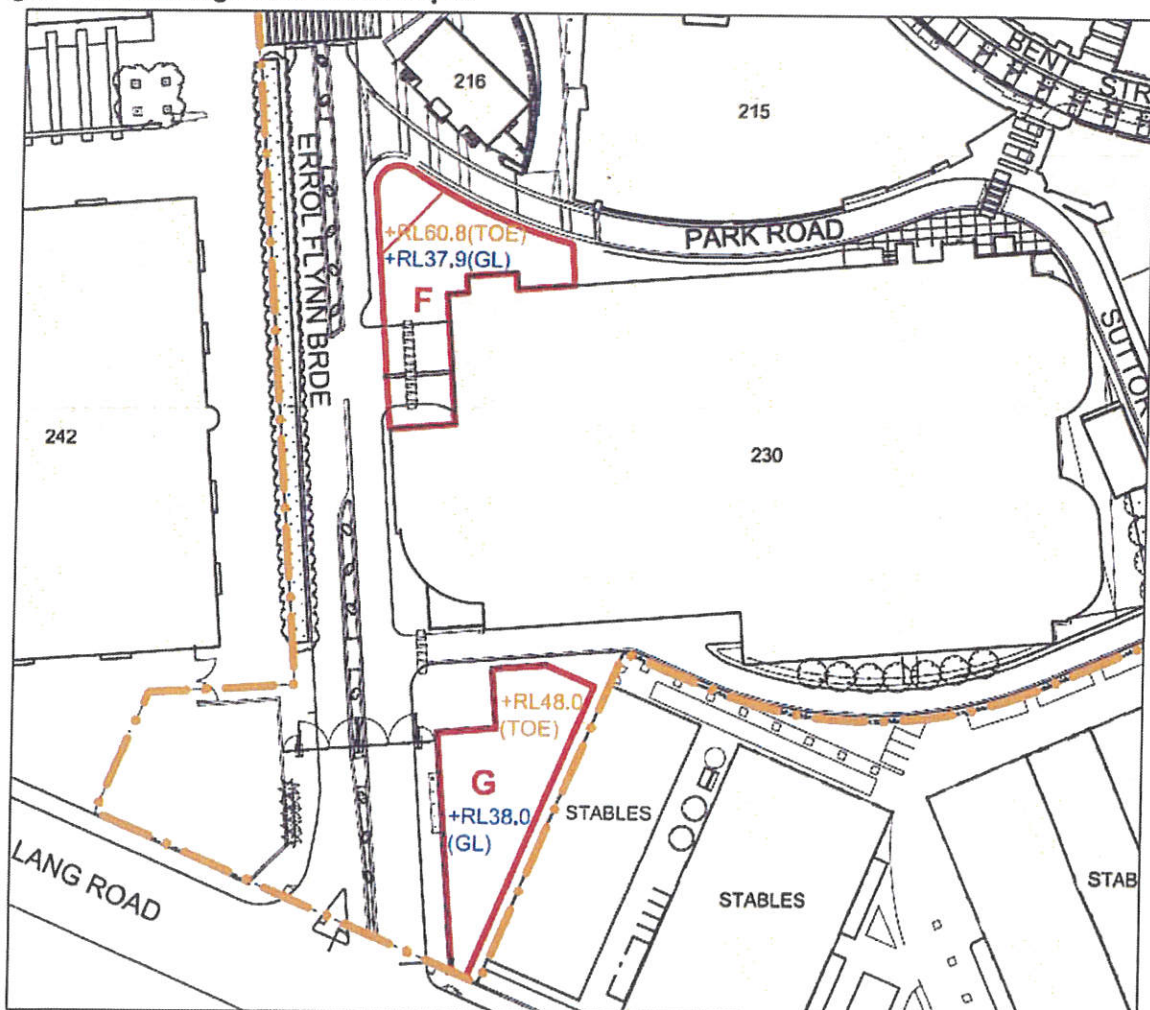 216
215
BENT STR
ERROL FLYNN BRDE
+RL60.8(TOE)
+RL37.9(GL)
PARK ROAD
F
SUTTOR
242
230
+RL48.0
(TOE)
G
+RL38.0
(GL)
STABLES
STABLES
STAB
LANG ROAD